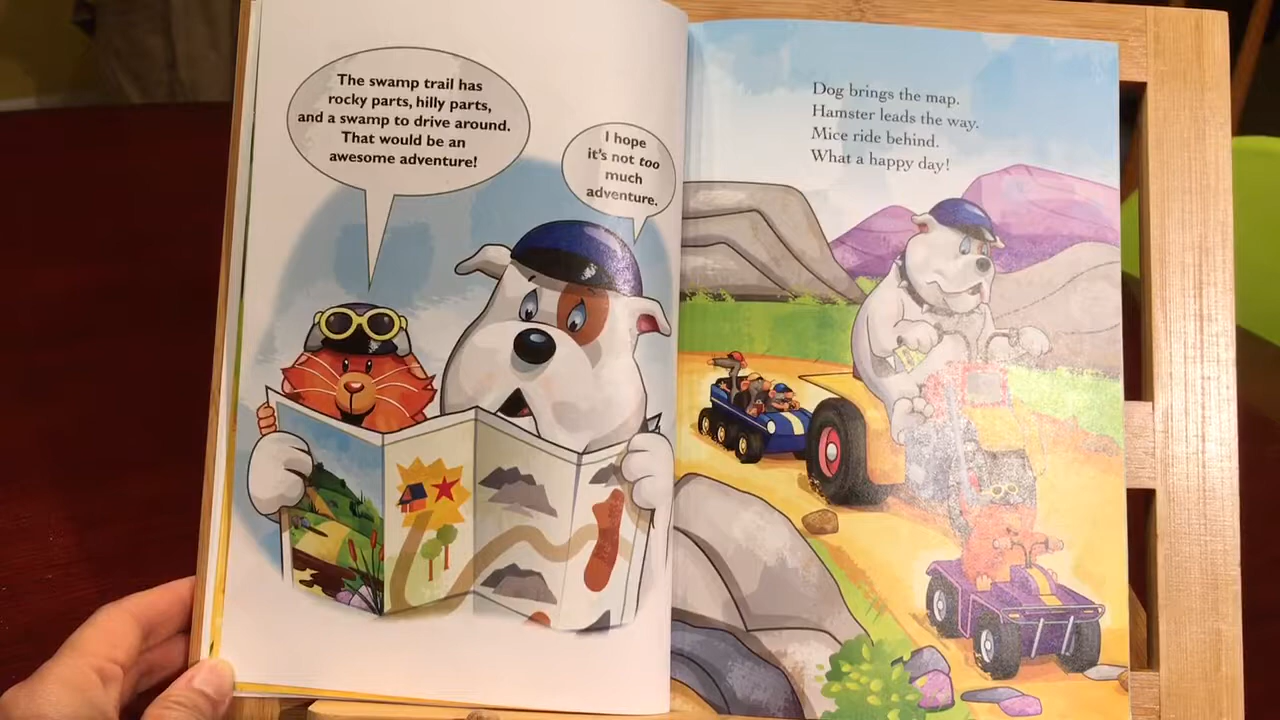 The swamp trail has
rocky parts, hilly parts,
and a swamp to drive around.
That would be an
awesome adventure!
I hope
it's not too
much
adventure.
Dog brings the map.
Hamster leads the way.
Mice ride behind.
What a happy day!